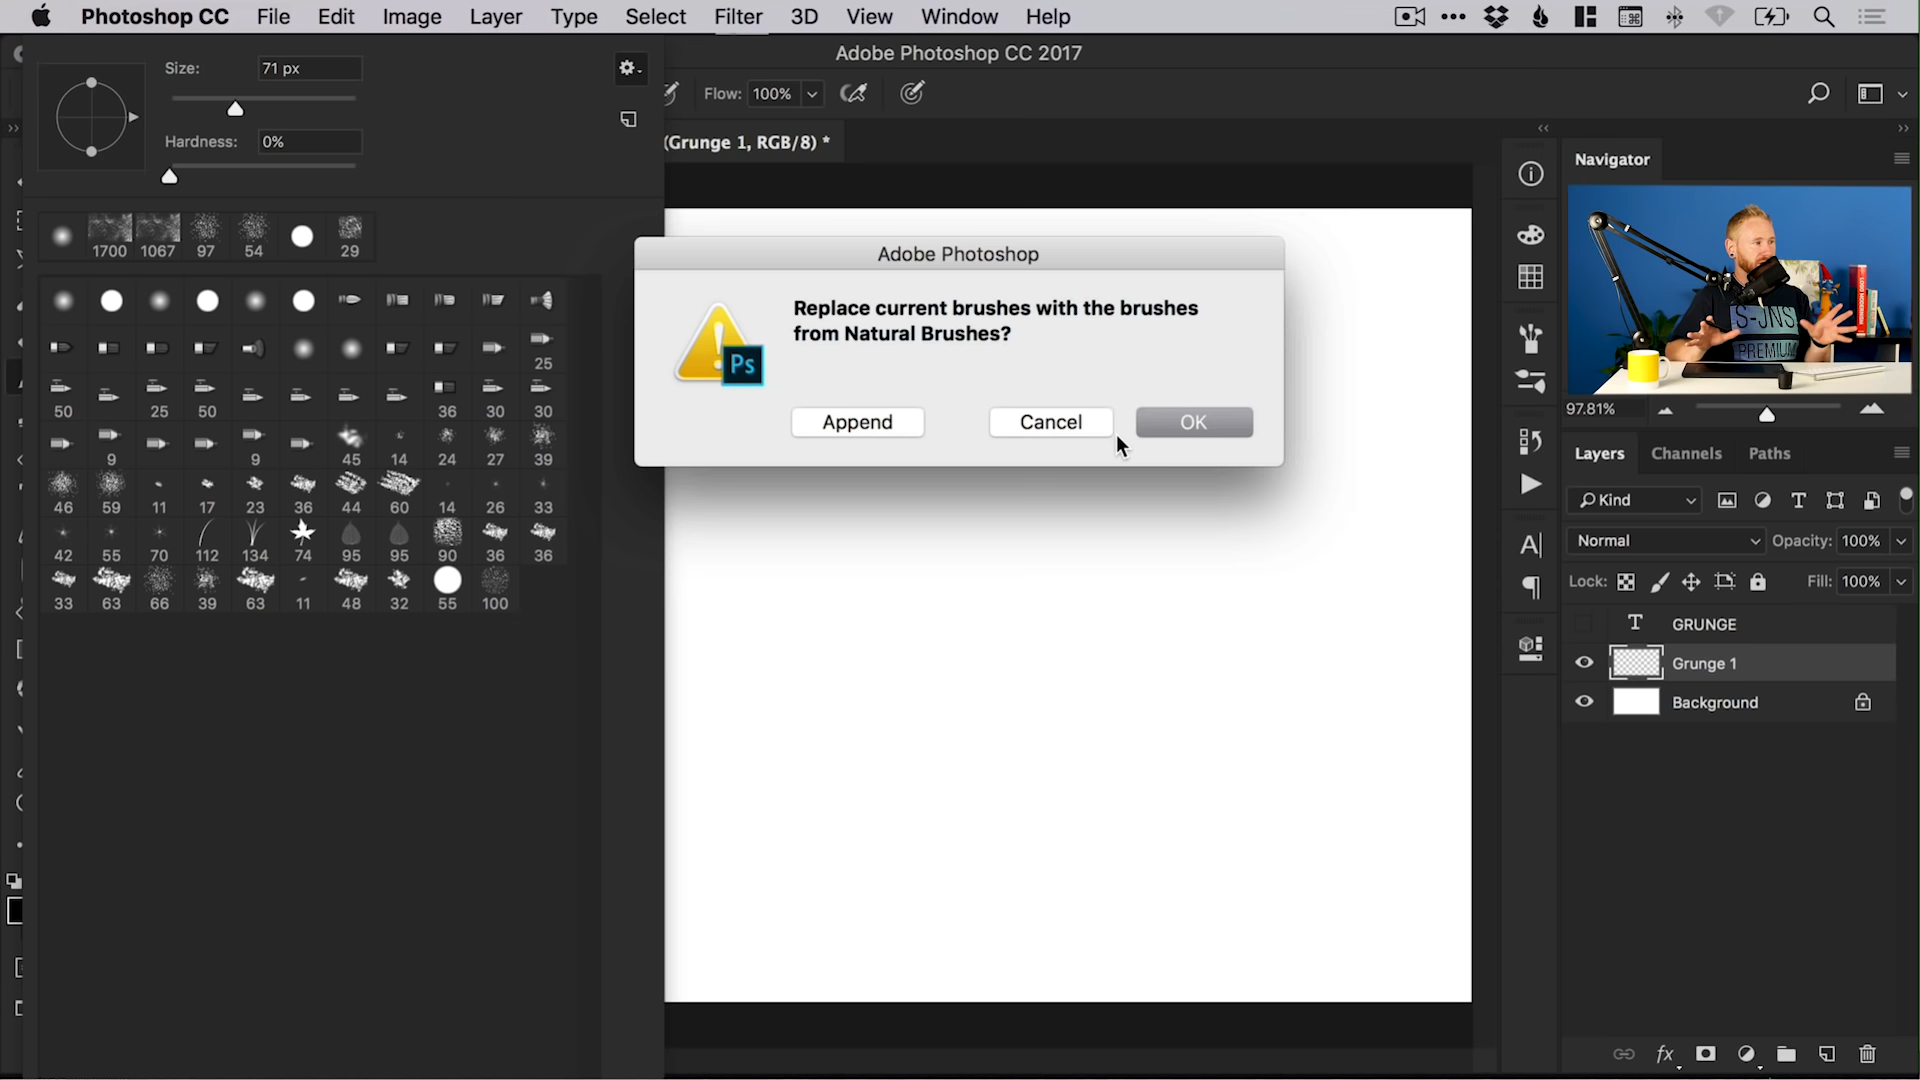 Photoshop CC File Edit Image Layer Type Select Filter 3D View Window Help
Adobe Photoshop CC 2017
Size: 71 px
Flow: 100%
Hardness: 0%
(Grunge 1, RGB/8) *
Navigator
1700 1067 97 54 29
Adobe Photoshop
Replace current brushes with the brushes
from Natural Brushes?
Ps
Append Cancel OK
S-JNS
PREMIUM
97.81%
25
50 25 50 36 30 30
9 9 45 14 24 27 39
46 59 11 17 23 36 44 60 14 26 33
42 55 70 112 134 74 95 95 90 36 36
33 63 66 39 63 11 48 32 55 100
Layers Channels Paths
Kind
Normal Opacity: 100%
Lock: Fill: 100%
T GRUNGE
Grunge 1
Background
fx